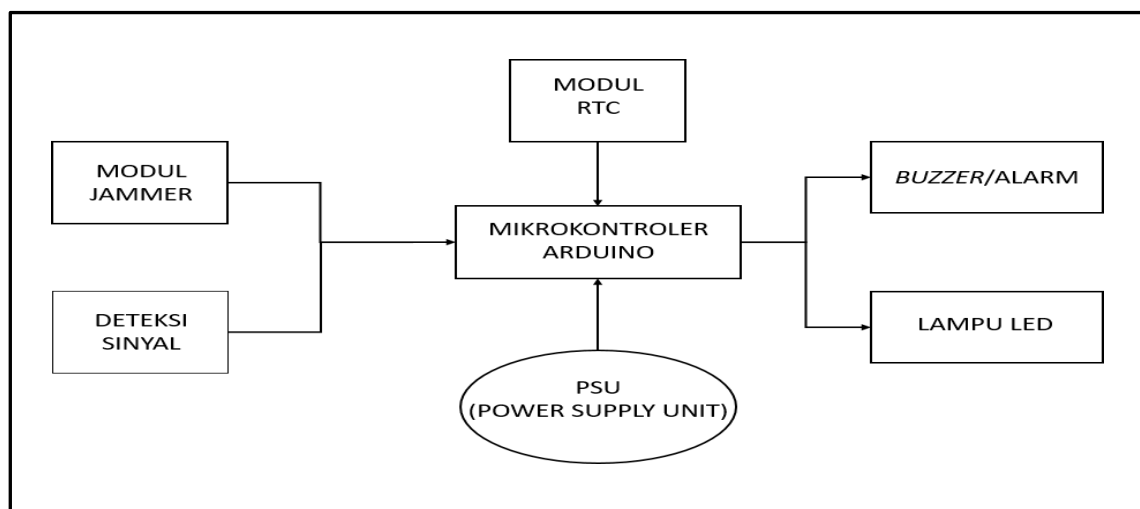 MODUL
RTC
MODUL
JAMMER
BUZZER/ALARM
MIKROKONTROLER
ARDUINO
DETEKSI
SINYAL
LAMPU LED
PSU
(POWER SUPPLY UNIT)